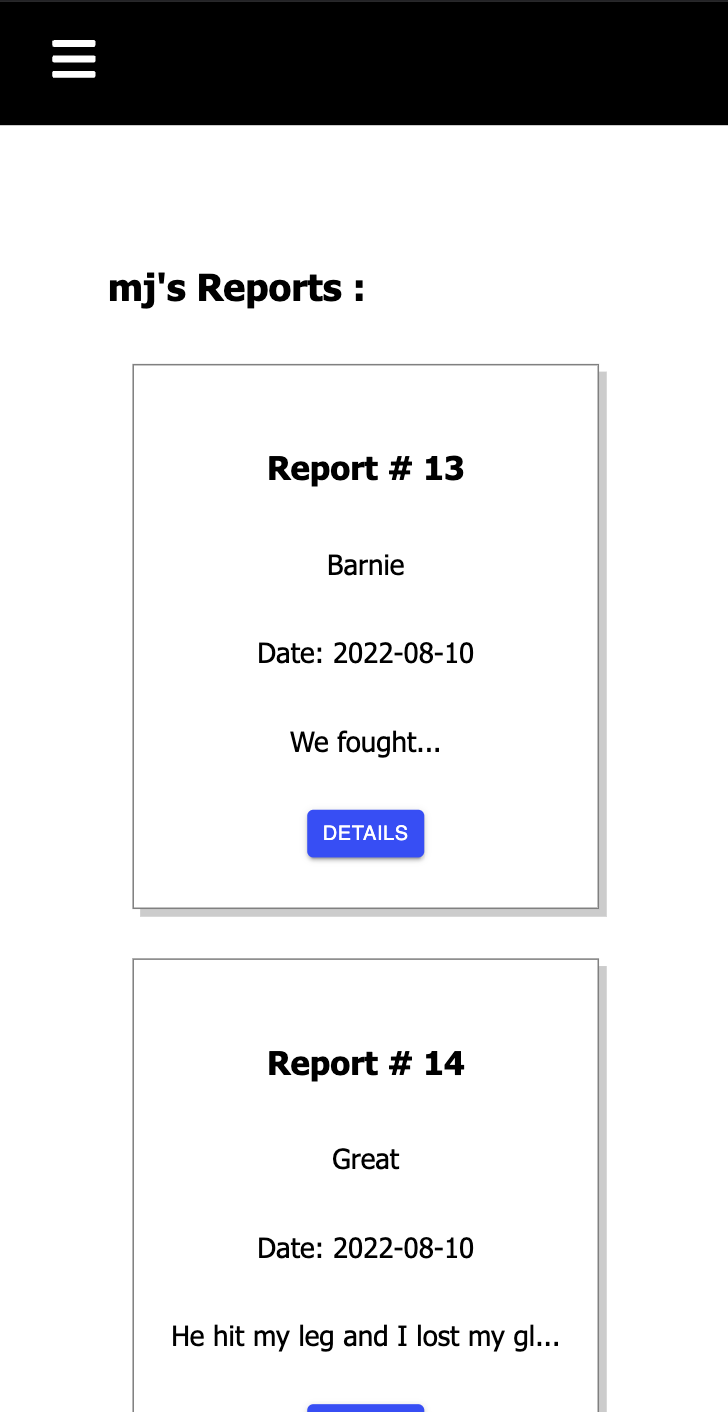 mj's Reports :
Report # 13
Barnie
Date: 2022-08-10
We fought...
DETAILS
Report # 14
Great
Date: 2022-08-10
He hit my leg and I lost my gl...